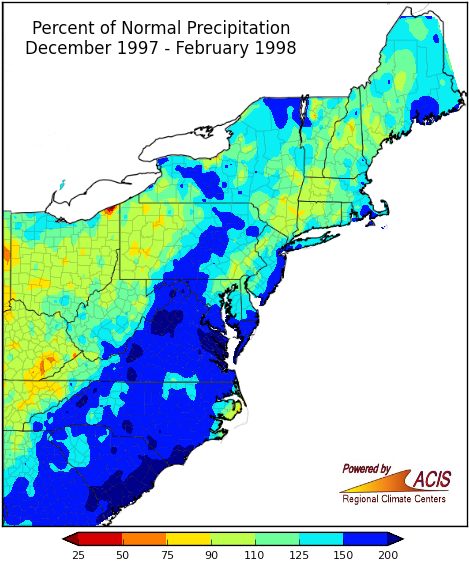 Percent of Normal Precipitation
December 1997 - February 1998
Powered by
ACIS
Regional Climate Centers
25 50 75 90 110 125 150 200